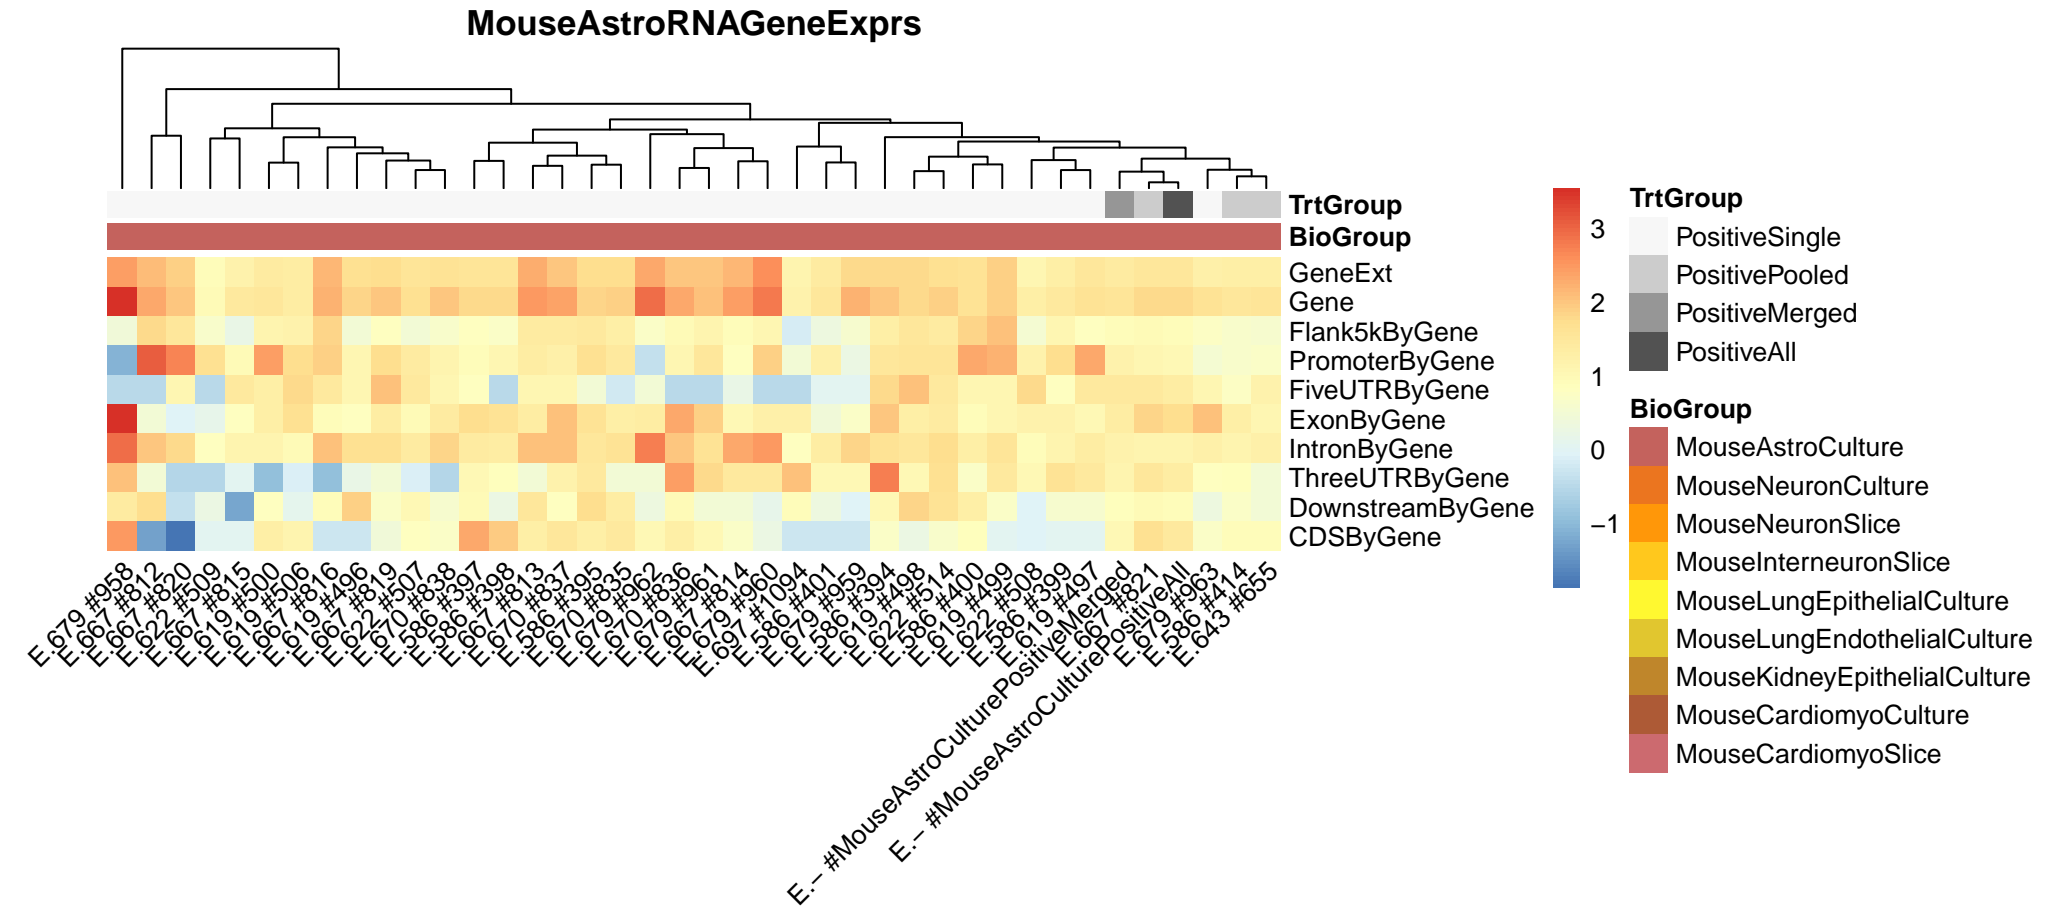 MouseAstroRNAGeneExprs
TrtGroup
BioGroup
GeneExt
Gene
Flank5kByGene
PromoterByGene
FiveUTRByGene
ExonByGene
IntronByGene
ThreeUTRByGene
DownstreamByGene
CDSByGene
E.679 #958
E.667 #812
E.667 #820
E.622 #509
E.667 #815
E.619 #500
E.619 #506
E.667 #816
E.619 #496
E.667 #819
E.622 #507
E.670 #838
E.586 #397
E.586 #398
E.667 #813
E.670 #837
E.586 #395
E.670 #835
E.679 #962
E.670 #836
E.679 #961
E.667 #814
E.679 #960
E.697 #1094
E.586 #401
E.679 #959
E.586 #394
E.619 #498
E.622 #514
E.586 #400
E.619 #499
E.622 #508
E.586 #399
E.619 #497
E.− #MouseAstroCulturePositiveMerged
E.667 #821
E.− #MouseAstroCulturePositiveAll
E.679 #963
E.586 #414
E.643 #655
3
2
1
0
−1
TrtGroup
PositiveSingle
PositivePooled
PositiveMerged
PositiveAll
BioGroup
MouseAstroCulture
MouseNeuronCulture
MouseNeuronSlice
MouseInterneuronSlice
MouseLungEpithelialCulture
MouseLungEndothelialCulture
MouseKidneyEpithelialCulture
MouseCardiomyoCulture
MouseCardiomyoSlice